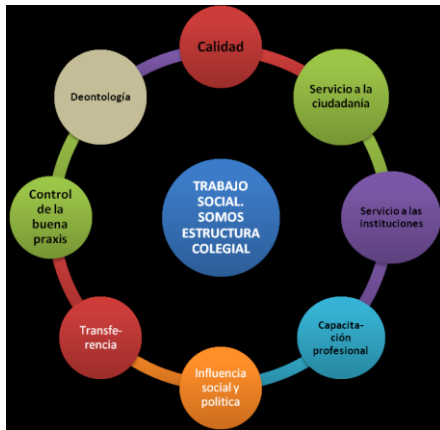 Calidad
Servicio a la
ciudadanía
Servicio a las
instituciones
Capacita-
ción
profesional
Influencia
social y
política
Transfe-
rencia
Control
de la
buena
praxis
Deontología
TRABAJO
SOCIAL.
SOMOS
ESTRUCTURA
COLEGIAL